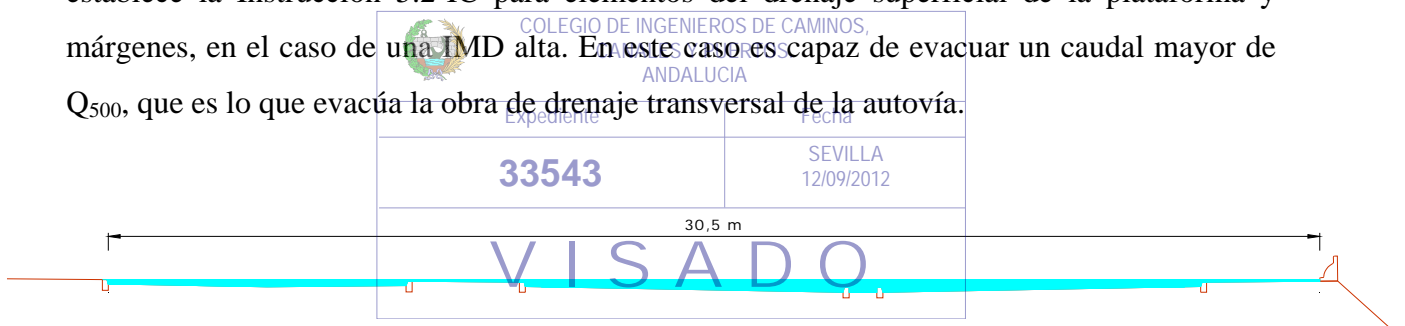 establece la Instrucción 5.2-IC para elementos del drenaje superficial de la plataforma y
márgenes, en el caso de una IMD alta. En este caso es capaz de evacuar un caudal mayor de
Q500, que es lo que evacúa la obra de drenaje transversal de la autovía.
COLEGIO DE INGENIEROS DE CAMINOS,
CANALES Y PUERTOS.
ANDALUCIA
Expediente Fecha
33543
SEVILLA
12/09/2012
30,5 m
VISADO